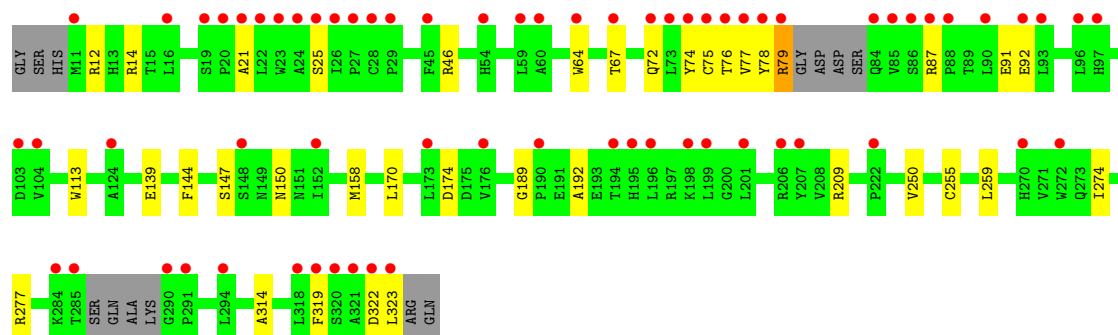 GLY SER HIS M11 R12 H13 R14 T15 L16 S19 P20 A21 L22 W23 A24 S25 I26 P27 C28 P29 F45 R46 H54 L59 A60 W64 T67 Q72 L73 Y74 C75 T76 V77 Y78 R79 GLY ASP ASP SER Q84 V85 S86 R87 P88 T89 L90 E91 E92 L93 L96 H97
D103 V104 W113 A124 E139 F144 S147 S148 N149 N150 N151 I152 M158 L170 L173 D174 D175 V176 G189 P190 E191 A192 E193 T194 H195 L196 R197 K198 L199 G200 L201 R206 Y207 V208 R209 P222 V250 C255 L259 H270 V271 W272 Q273 I274
R277 K284 T285 SER GLN ALA LYS G290 P291 L294 A314 L318 F319 S320 A321 D322 L323 ARG GLN